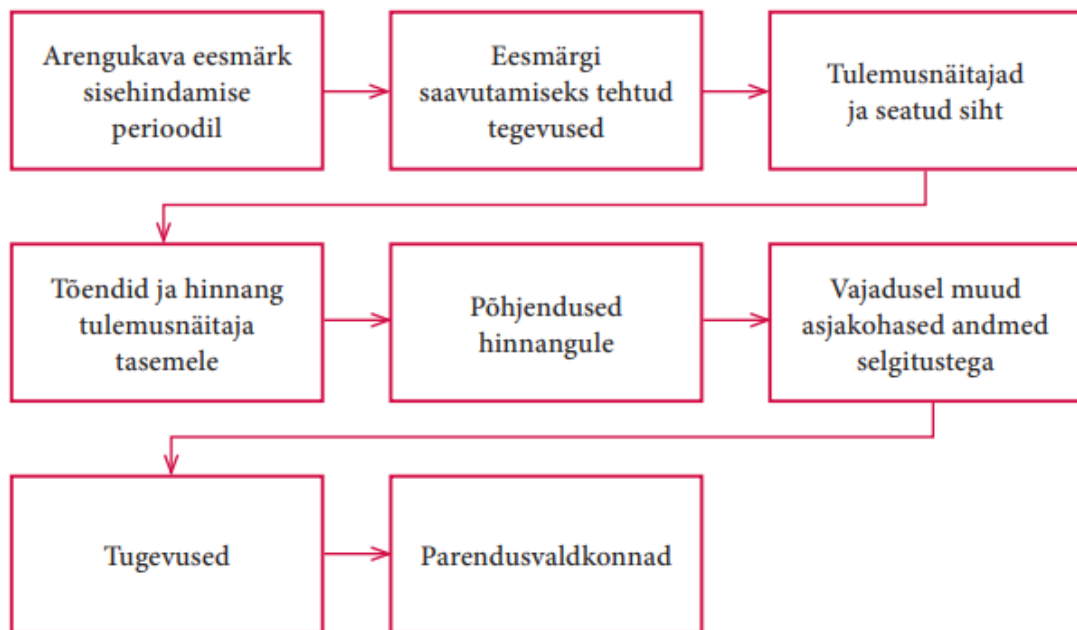 Arengukava eesmärk
sisehindamise
perioodil
Eesmärgi
saavutamiseks tehtud
tegevused
Tulemusnäitajad
ja seatud siht
Tõendid ja hinnang
tulemusnäitaja
tasemele
Põhjendused
hinnangule
Vajadusel muud
asjakohased andmed
selgitustega
Tugevused
Parendusvaldkonnad